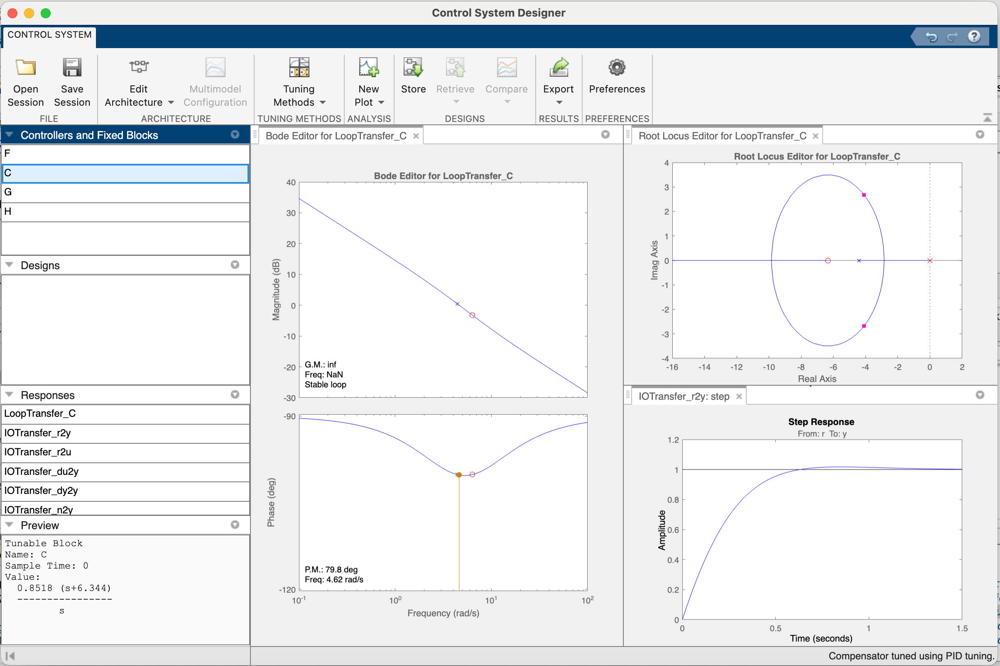 Control System Designer
CONTROL SYSTEM
Open Session
Save Session
FILE
Edit Architecture
Multimodel Configuration
ARCHITECTURE
Tuning Methods
TUNING METHODS
New Plot
ANALYSIS
Store
Retrieve
Compare
DESIGNS
Export
RESULTS
Preferences
PREFERENCES
Controllers and Fixed Blocks
F
C
G
H
Designs
Responses
LoopTransfer_C
IOTransfer_r2y
IOTransfer_r2u
IOTransfer_du2y
IOTransfer_dy2y
IOTransfer_n2y
Preview
Tunable Block
Name: C
Sample Time: 0
Value:
0.8518 (s+6.344)
----------------
s
Bode Editor for LoopTransfer_C
Bode Editor for LoopTransfer_C
40
30
20
10
0
-10
-20
-30
Magnitude (dB)
G.M.: inf
Freq: NaN
Stable loop
-90
-120
Phase (deg)
P.M.: 79.8 deg
Freq: 4.62 rad/s
10^-1 10^0 10^1 10^2
Frequency (rad/s)
Root Locus Editor for LoopTransfer_C
Root Locus Editor for LoopTransfer_C
4
3
2
1
0
-1
-2
-3
-4
Imag Axis
-16 -14 -12 -10 -8 -6 -4 -2 0 2
Real Axis
IOTransfer_r2y: step
Step Response
From: r To: y
1.2
1
0.8
0.6
0.4
0.2
0
Amplitude
0 0.5 1 1.5
Time (seconds)
Compensator tuned using PID tuning.